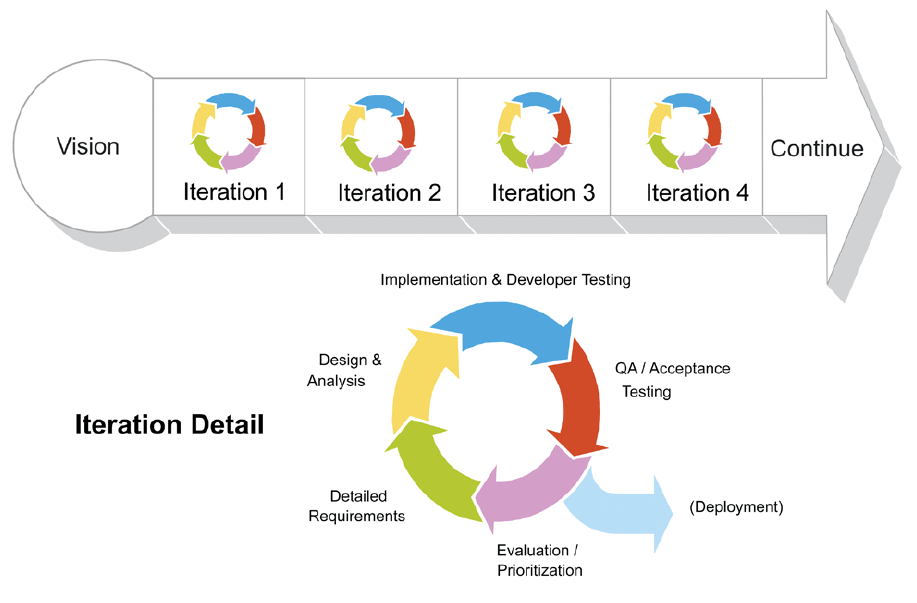 Vision
Iteration 1
Iteration 2
Iteration 3
Iteration 4
Continue
Implementation & Developer Testing
Design &
Analysis
QA / Acceptance
Testing
Iteration Detail
Detailed
Requirements
(Deployment)
Evaluation /
Prioritization